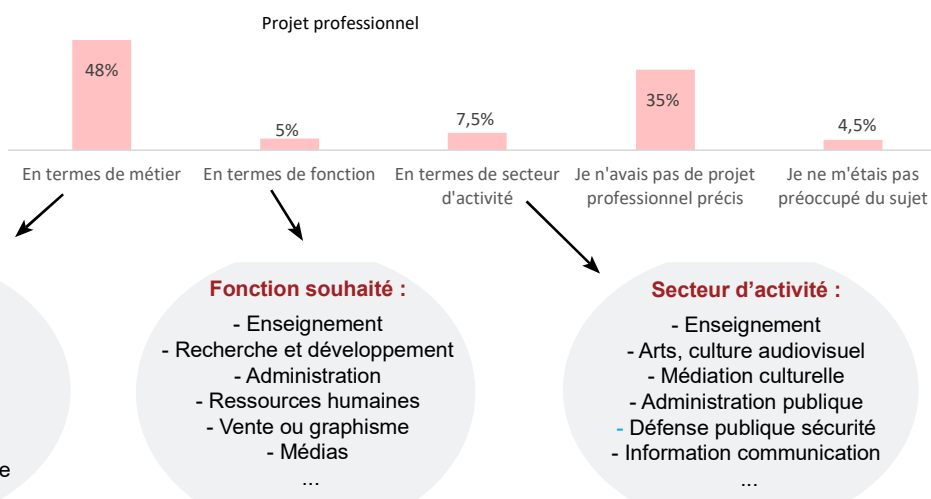 Projet professionnel
48%
5%
7,5%
35%
4,5%
En termes de métier
En termes de fonction
En termes de secteur
d'activité
Je n'avais pas de projet
professionnel précis
Je ne m'étais pas
préoccupé du sujet
e
Fonction souhaité :
- Enseignement
- Recherche et développement
- Administration
- Ressources humaines
- Vente ou graphisme
- Médias
...
Secteur d’activité :
- Enseignement
- Arts, culture audiovisuel
- Médiation culturelle
- Administration publique
- Défense publique sécurité
- Information communication
...